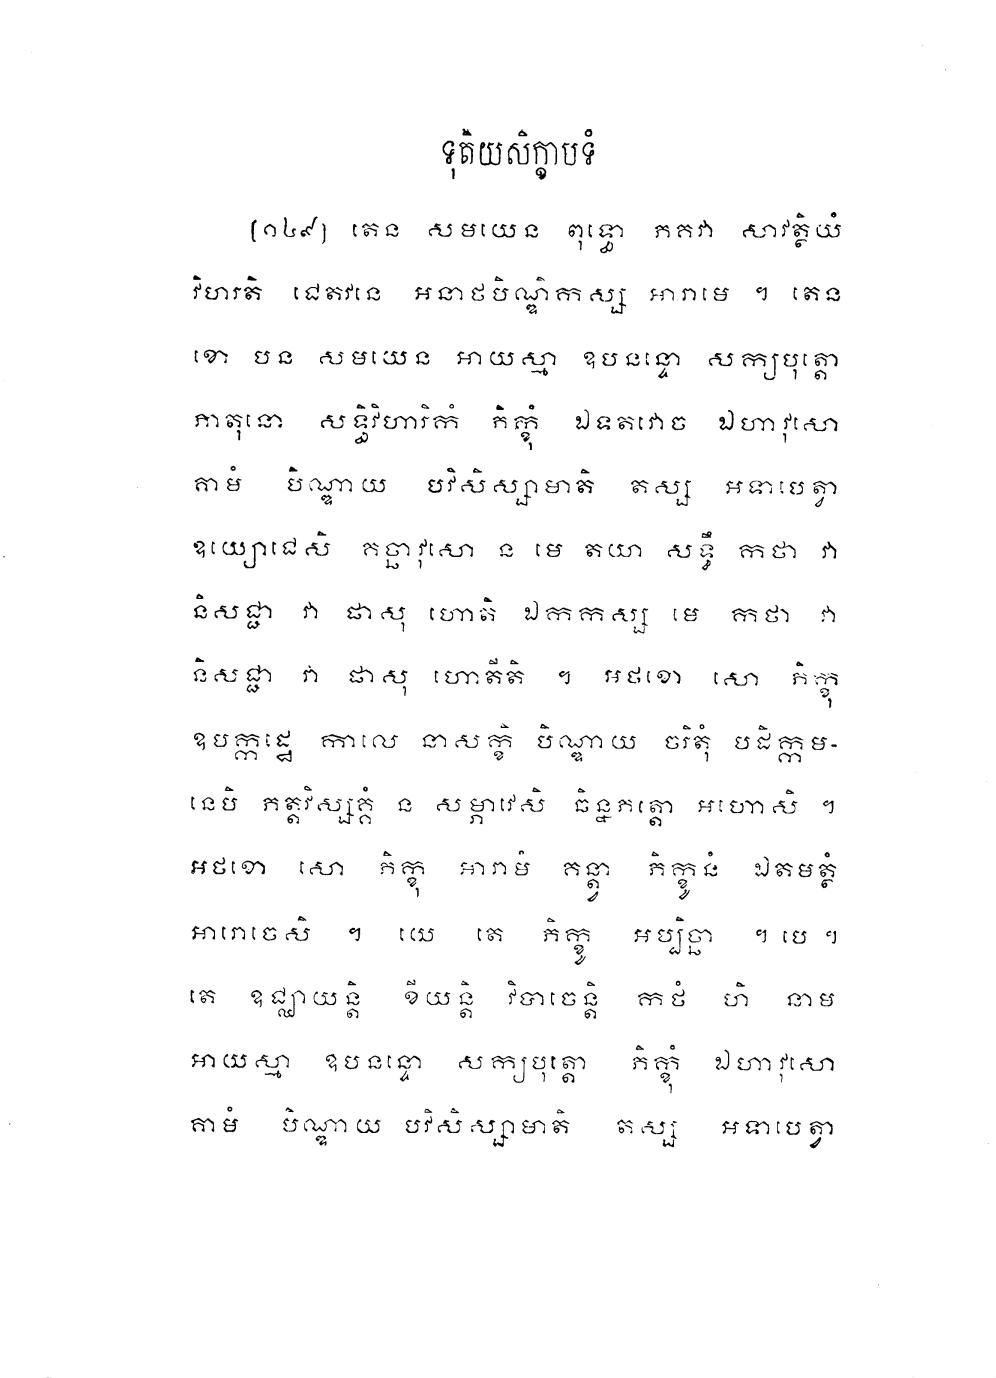 ទុតិយសិក្ខាបទំ
[១៤៩] តេន សមយេន ពុទ្ធោ ភគវា សាវត្ថិយំ
វិហរតិ ជេតវនេ អនាថបិណ្ឌិកស្ស អារាមេ ។ តេន
ខោ បន សមយេន អាយស្មា ឧបនន្ទោ សក្យបុត្តោ
ភាតុនោ សទ្ធិវិហារិកំ ភិក្ខុំ ឯទតវោច ឯហាវុសោ
គាមំ បិណ្ឌាយ បវិសិស្សាមាតិ តស្ស អទាបេត្វា
ឧយ្យោជេសិ គច្ឆាវុសោ ន មេ តយា សទ្ធឹ កថា វា
និសជ្ជា វា ផាសុ ហោតិ ឯកកស្ស មេ កថា វា
និសជ្ជា វា ផាសុ ហោតីតិ ។ អថខោ សោ ភិក្ខុ
ឧបក្កដ្ឋេ កាលេ នាសក្ខិ បិណ្ឌាយ ចរិតុំ បដិក្កម-
នេបិ ភត្តវិស្សគ្គំ ន សម្ភាវេសិ ឆិន្នភត្តោ អហោសិ ។
អថខោ សោ ភិក្ខុ អារាមំ គន្ត្វា ភិក្ខូនំ ឯតមត្ថំ
អារោចេសិ ។ យេ តេ ភិក្ខូ អប្បិច្ឆា ។ បេ ។
តេ ឧជ្ឈាយន្តិ ខីយន្តិ វិបាចេន្តិ កថំ ហិ នាម
អាយស្មា ឧបនន្ទោ សក្យបុត្តោ ភិក្ខុំ ឯហាវុសោ
គាមំ បិណ្ឌាយ បវិសិស្សាមាតិ តស្ស អទាបេត្វា